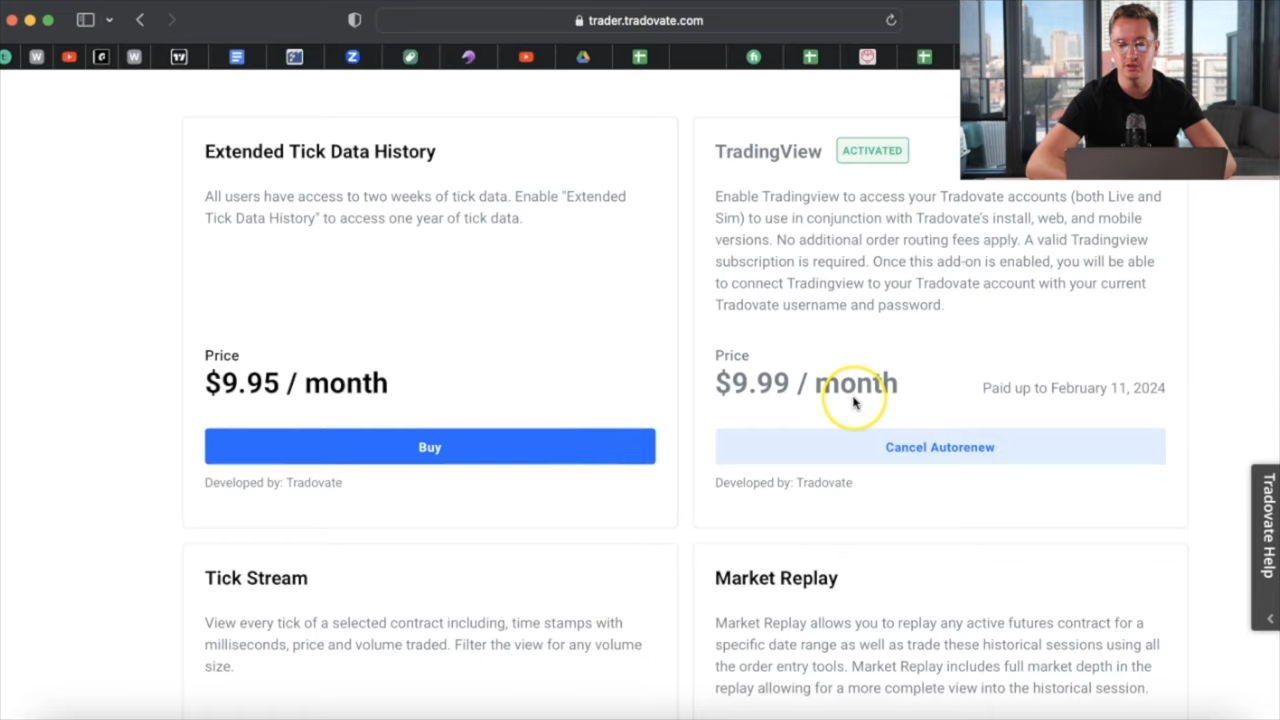 trader.tradovate.com
W
W
17
Z
Extended Tick Data History
All users have access to two weeks of tick data. Enable "Extended
Tick Data History" to access one year of tick data.
Price
$9.95 / month
Buy
Developed by: Tradovate
TradingView
ACTIVATED
Enable Tradingview to access your Tradovate accounts (both Live and
Sim) to use in conjunction with Tradovate's install, web, and mobile
versions. No additional order routing fees apply. A valid Tradingview
subscription is required. Once this add-on is enabled, you will be able
to connect Tradingview to your Tradovate account with your current
Tradovate username and password.
Price
$9.99 / month
Paid up to February 11, 2024
Cancel Autorenew
Developed by: Tradovate
Tick Stream
View every tick of a selected contract including, time stamps with
milliseconds, price and volume traded. Filter the view for any volume
size.
Market Replay
Market Replay allows you to replay any active futures contract for a
specific date range as well as trade these historical sessions using all
the order entry tools. Market Replay includes full market depth in the
replay allowing for a more complete view into the historical session.
Tradovate Help